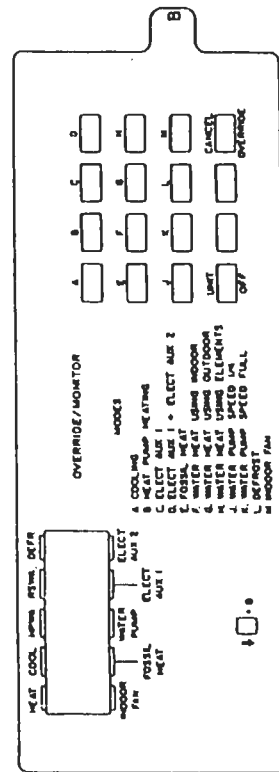 B
HEAT COOL HPWH RSWH DEFR
INDOOR FAN
FOSSIL HEAT
WATER PUMP
ELECT AUX 1
ELECT AUX 2
OVERRIDE/MONITOR
MODES
A COOLING
B HEAT PUMP HEATING
C ELECT AUX 1
D. ELECT AUX 1 + ELECT AUX 2
E. FOSSIL HEAT
F. WATER HEAT USING INDOOR
G. WATER HEAT USING OUTDOOR
H. WATER HEAT USING ELEMENTS
J. WATER PUMP SPEED 1/4
K. WATER PUMP SPEED FULL
L DEFROST
M INDOOR FAN
A B C D
E F G H
J K L M
UNIT OFF
CANCEL OVERRIDE